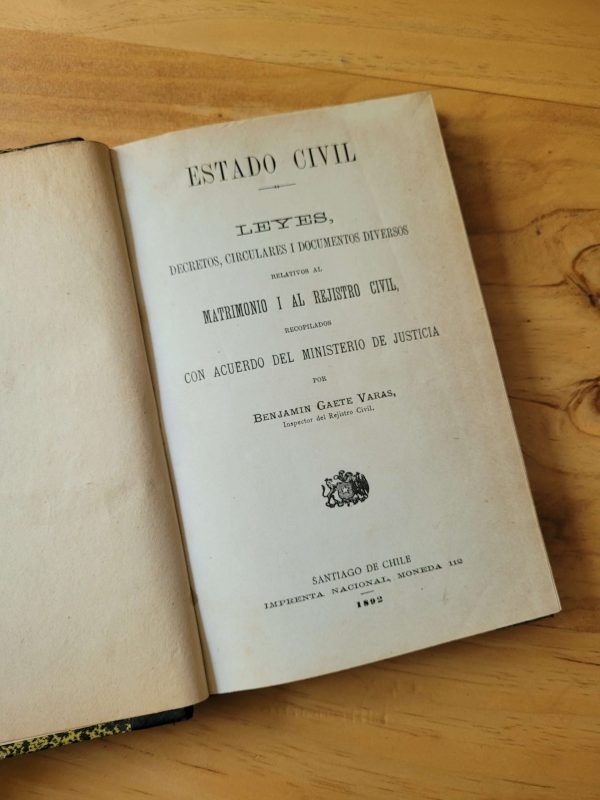 ESTADO CIVIL
LEYES,
DECRETOS, CIRCULARES I DOCUMENTOS DIVERSOS
RELATIVOS AL
MATRIMONIO I AL REJISTRO CIVIL,
RECOPILADOS
CON ACUERDO DEL MINISTERIO DE JUSTICIA
POR
BENJAMIN GAETE VARAS,
Inspector del Rejistro Civil.
SANTIAGO DE CHILE
IMPRENTA NACIONAL, MONEDA 112
1892